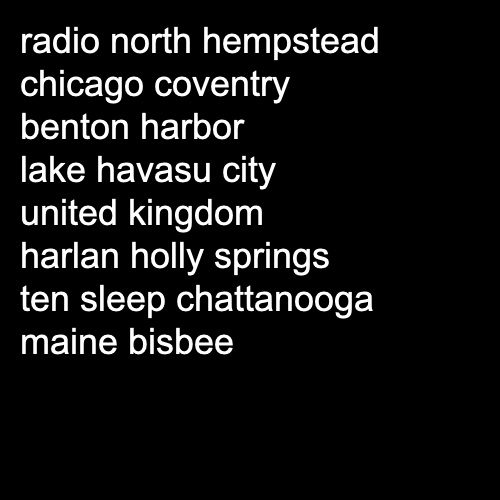 radio north hempstead
chicago coventry
benton harbor
lake havasu city
united kingdom
harlan holly springs
ten sleep chattanooga
maine bisbee